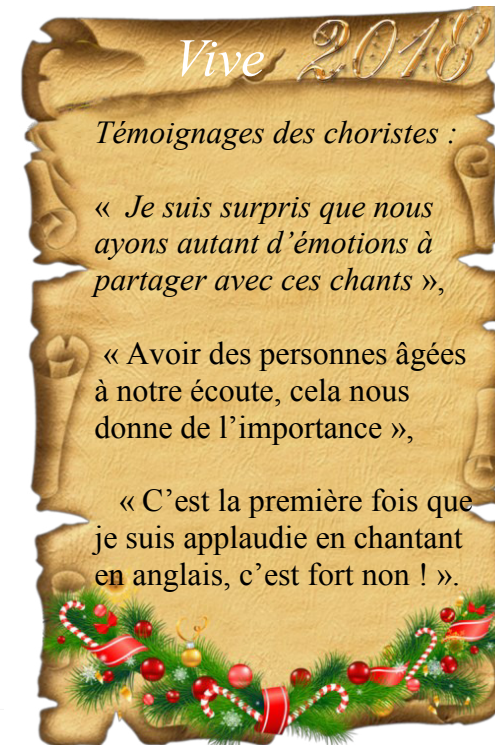 Vive 2018
Témoignages des choristes :
« Je suis surpris que nous
ayons autant d’émotions à
partager avec ces chants »,
« Avoir des personnes âgées
à notre écoute, cela nous
donne de l’importance »,
« C’est la première fois que
je suis applaudie en chantant
en anglais, c’est fort non ! ».